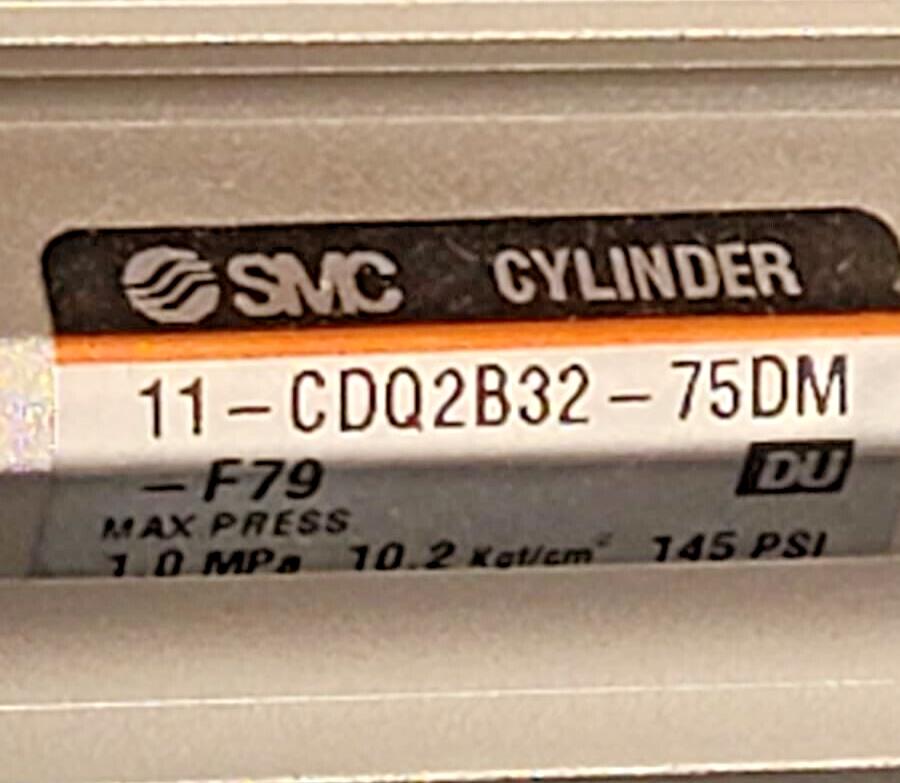 SMC CYLINDER
11-CDQ2B32-75DM
-F79 DU
MAX PRESS
1.0 MPa 10.2 Kgf/cm² 145 PSI